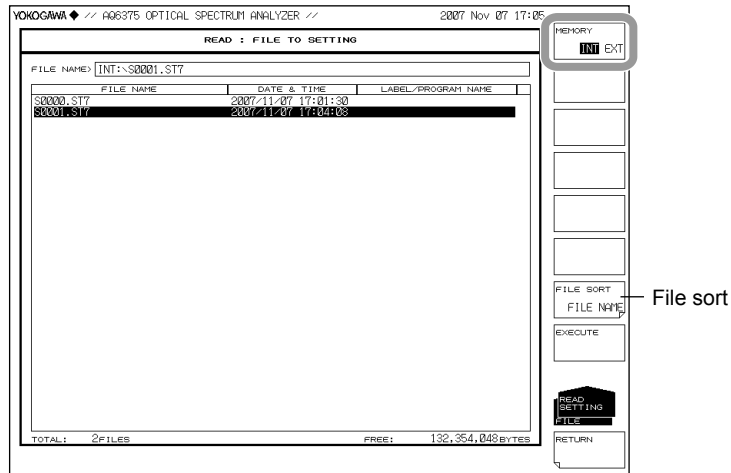 YOKOGAWA ◆ // AQ6375 OPTICAL SPECTRUM ANALYZER // 2007 Nov 07 17:05
READ : FILE TO SETTING
MEMORY
INT EXT
FILE NAME> INT:\S0001.ST7
FILE NAME DATE & TIME LABEL/PROGRAM NAME
S0000.ST7 2007/11/07 17:01:30
S0001.ST7 2007/11/07 17:04:08
FILE SORT
FILE NAME
File sort
EXECUTE
READ
SETTING
FILE
TOTAL: 2FILES FREE: 132,354,048 BYTES
RETURN